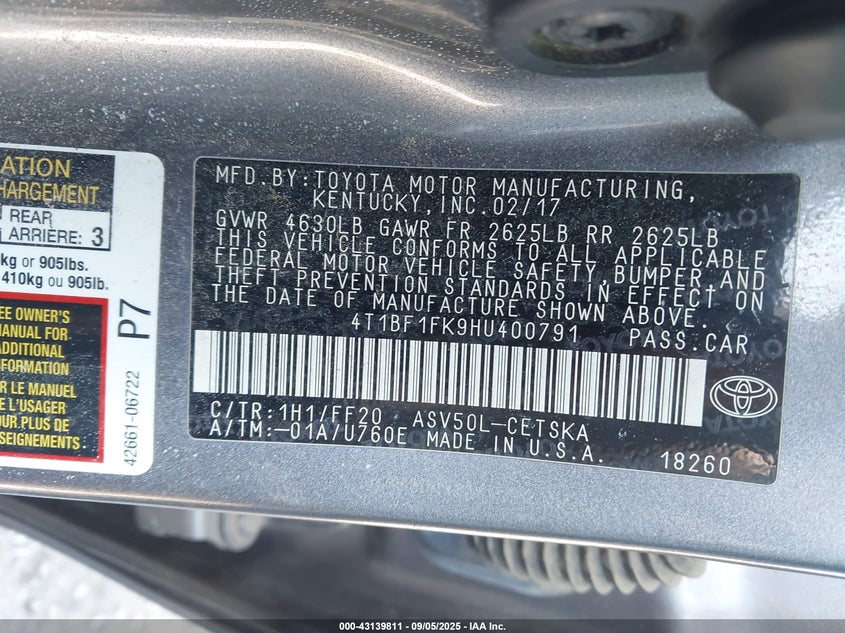 ATION
HARGEMENT
REAR
ARRIÈRE: 3
kg or 905lbs.
410kg ou 905lb.
EE OWNER'S
MANUAL FOR
ADDITIONAL
FORMATION
R LE MANUEL
E L'USAGER
OUR PLUS DE
NSEIGNEMENTS
P7
42661-06722
MFD.BY:TOYOTA MOTOR MANUFACTURING,
KENTUCKY,INC.02/17
GVWR 4630LB GAWR FR 2625LB RR 2625LB
THIS VEHICLE CONFORMS TO ALL APPLICABLE
FEDERAL MOTOR VEHICLE SAFETY,BUMPER,AND
THEFT PREVENTION STANDARDS IN EFFECT ON
THE DATE OF MANUFACTURE SHOWN ABOVE.
4T1BF1FK9HU400791 PASS.CAR
C/TR:1H1/FF20 ASV50L-CETSKA
A/TM:-01A/U760E MADE IN U.S.A. 18260
000-43139811 - 09/05/2025 - IAA Inc.